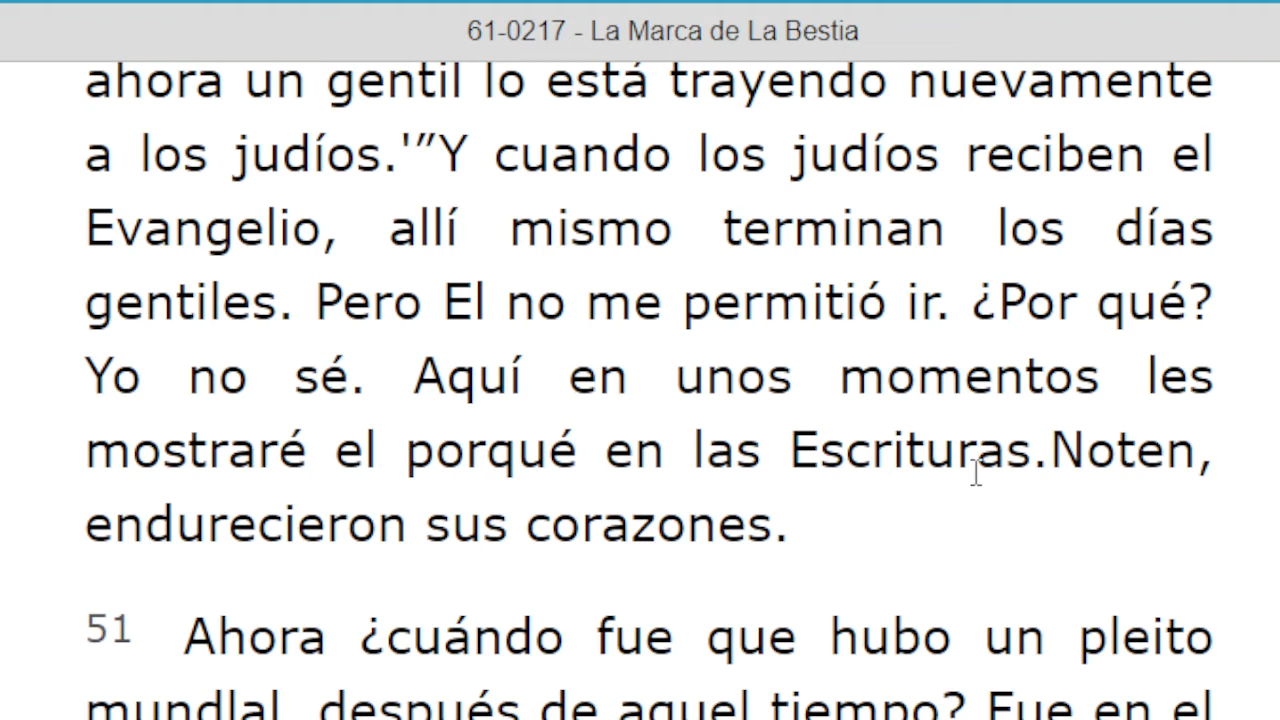 61-0217 - La Marca de La Bestia
ahora un gentil lo está trayendo nuevamente
a los judíos.'”Y cuando los judíos reciben el
Evangelio, allí mismo terminan los días
gentiles. Pero El no me permitió ir. ¿Por qué?
Yo no sé. Aquí en unos momentos les
mostraré el porqué en las Escrituras.Noten,
endurecieron sus corazones.
51 Ahora ¿cuándo fue que hubo un pleito
mundlal, después de aquel tiempo? Fue en el